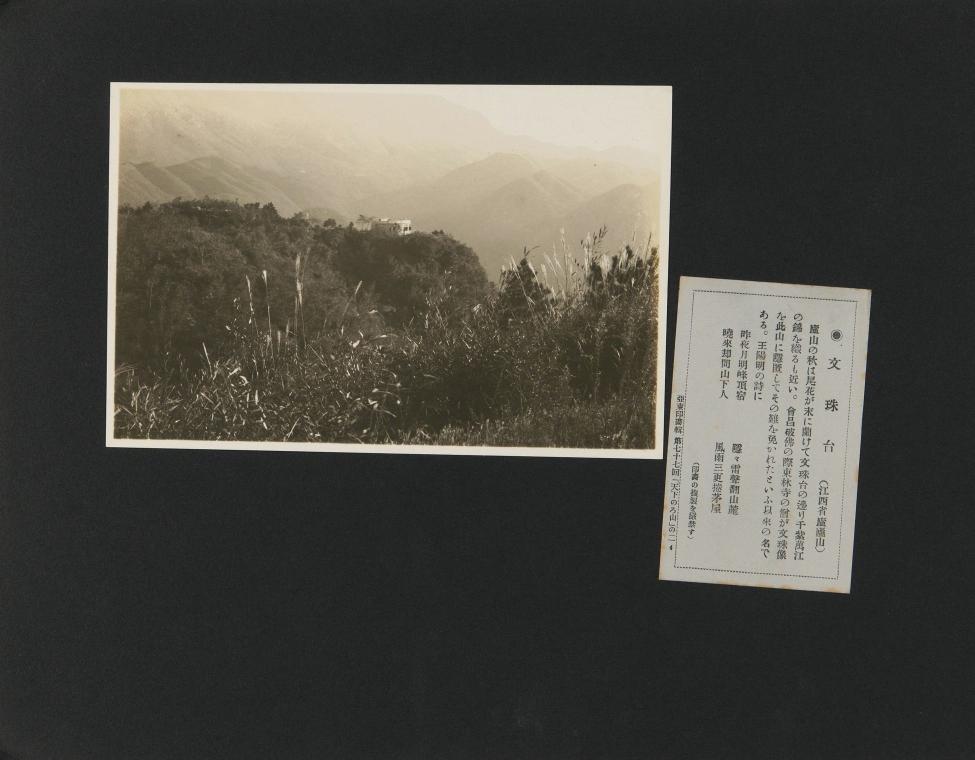 ◉文珠台（江西省廬廬山）
廬山の秋は尾花が末に開けて文珠台の邊り千紫萬江
の錦を織るも近い。會昌破佛の際東林寺の僧が文珠像
を此山に隱匿してその難を免かれたといふ以來の名で
ある。王陽明の詩に
昨夜月明峰頂宿 隱々雷聲翻山麓
曉來却問山下人 風雨三更捲茅屋
（印畫の複製を嚴禁す）
亞東印畫輯 第七十七回「天下のろ山」の二 4